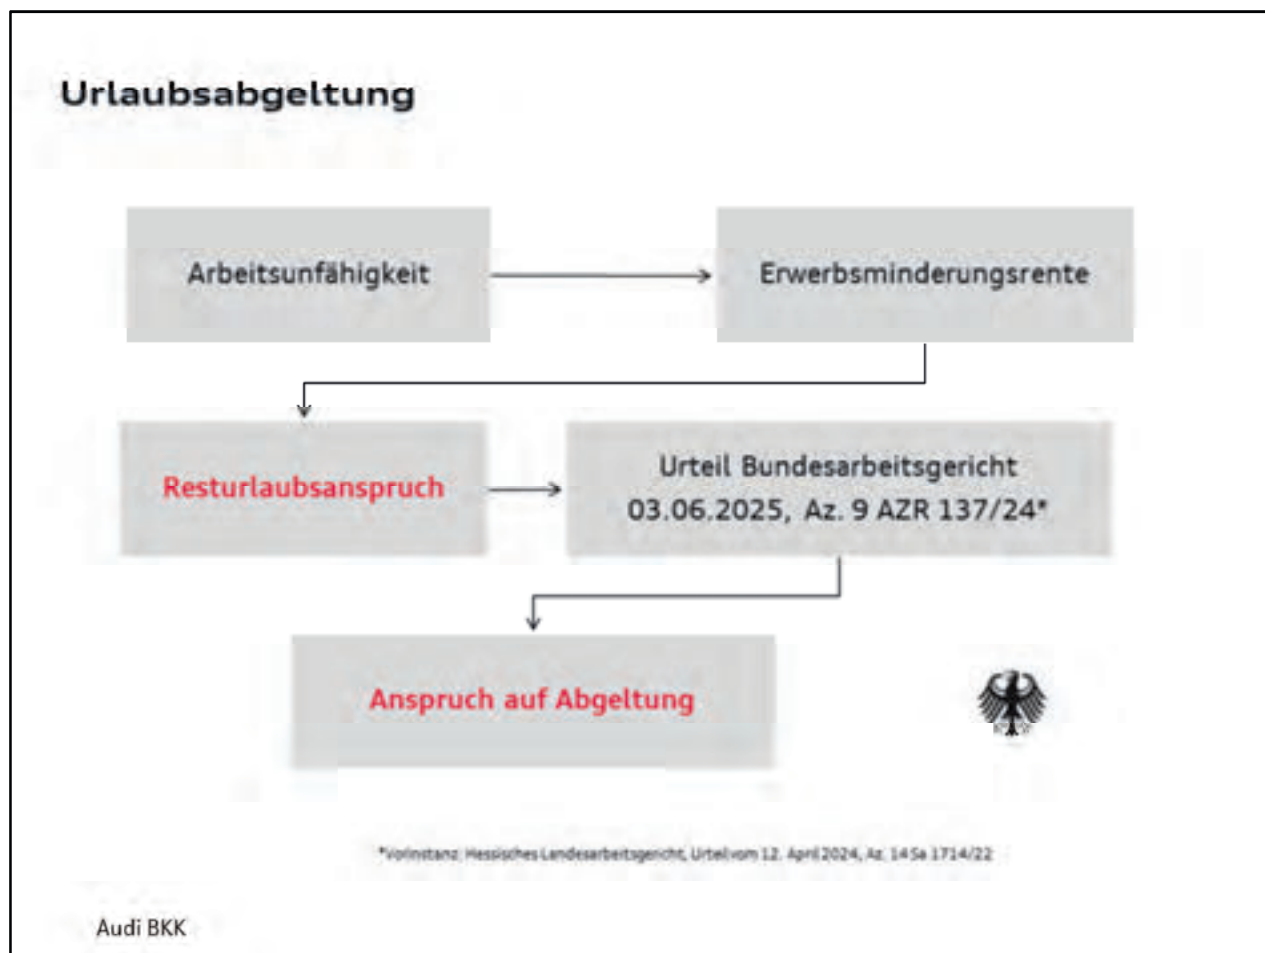 Urlaubsabgeltung
Arbeitsunfähigkeit
Erwerbsminderungsrente
Resturlaubsanspruch
Urteil Bundesarbeitsgericht
03.06.2025, Az. 9 AZR 137/24*
Anspruch auf Abgeltung
*Vorinstanz: Hessisches Landesarbeitsgericht, Urteil vom 12. April 2024, Az. 14 Sa 1714/22
Audi BKK